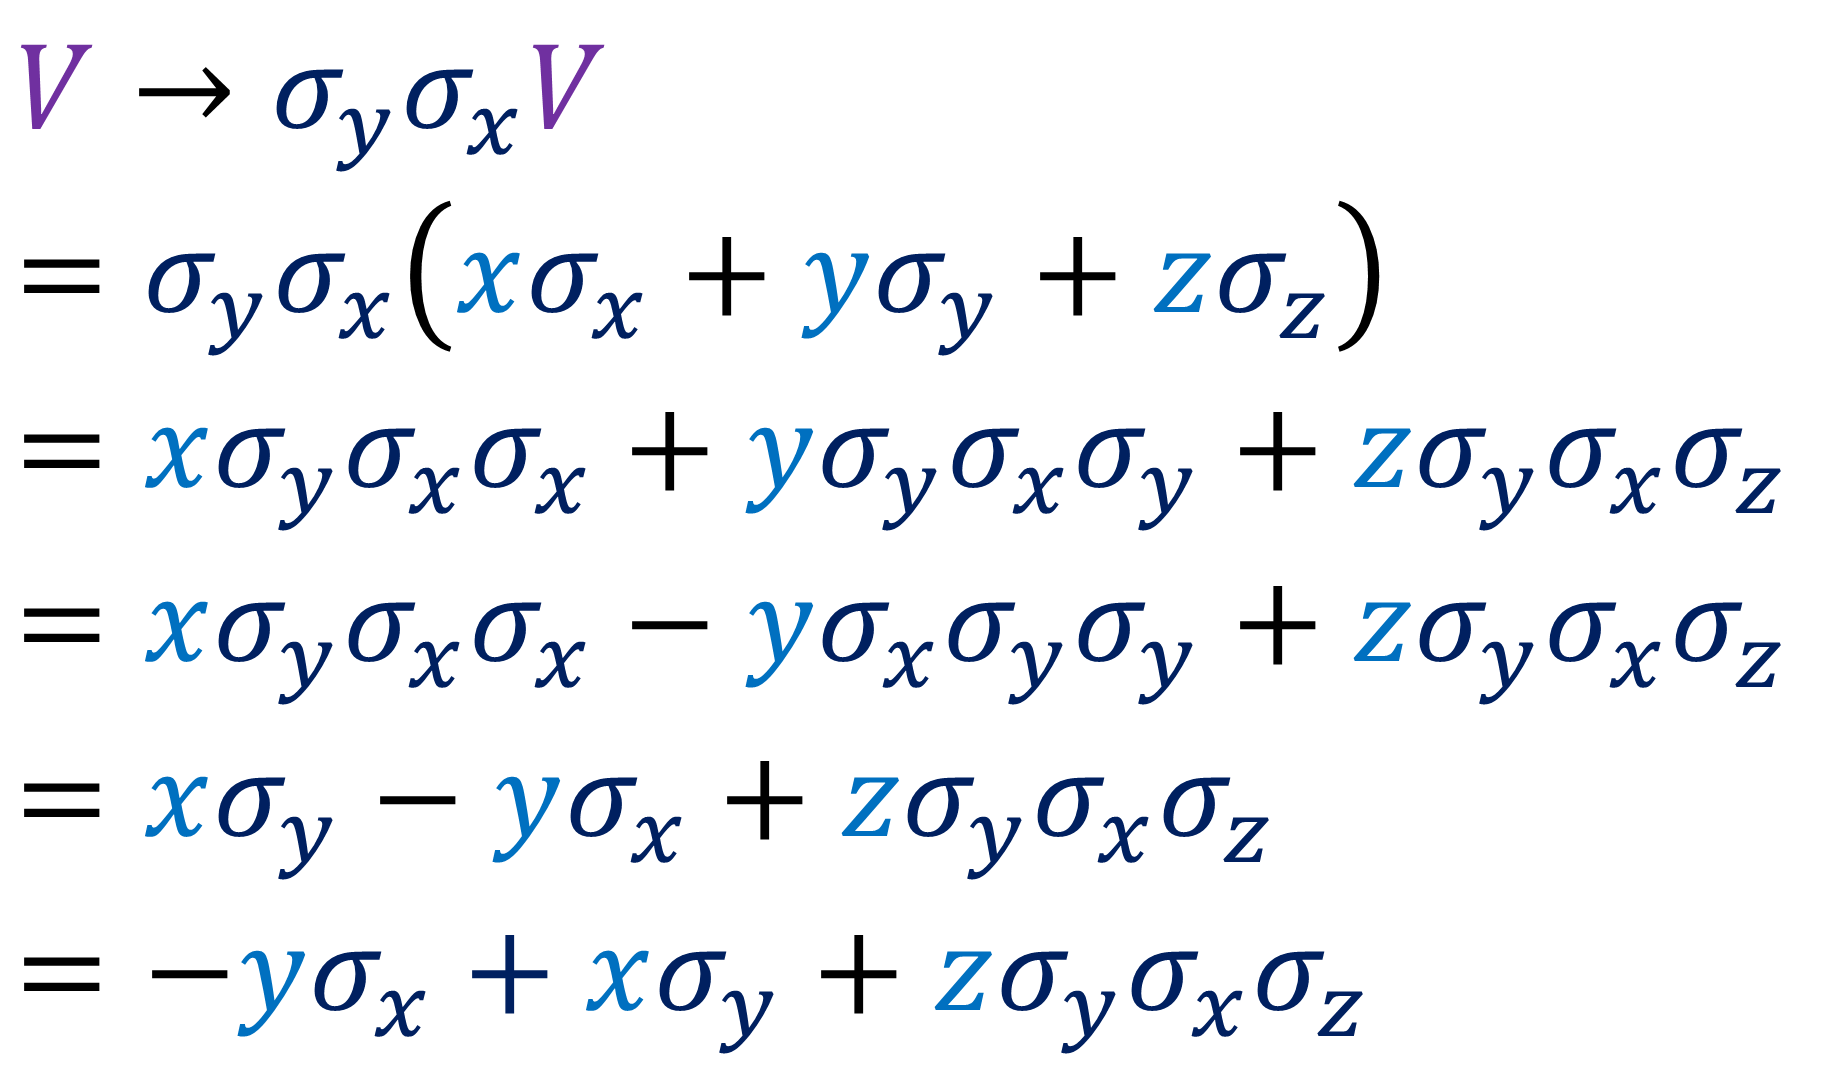 V → σ_y σ_x V
= σ_y σ_x (xσ_x + yσ_y + zσ_z)
= xσ_y σ_x σ_x + yσ_y σ_x σ_y + zσ_y σ_x σ_z
= xσ_y σ_x σ_x − yσ_x σ_y σ_y + zσ_y σ_x σ_z
= xσ_y − yσ_x + zσ_y σ_x σ_z
= −yσ_x + xσ_y + zσ_y σ_x σ_z